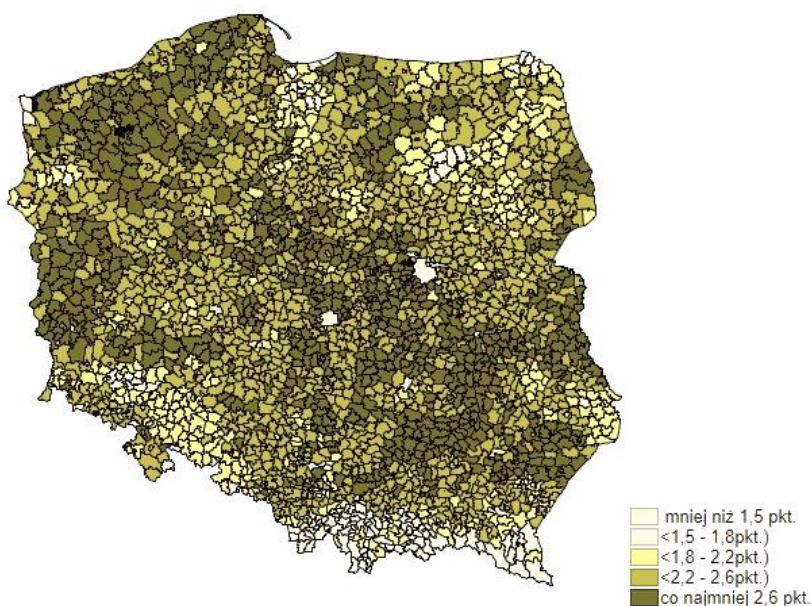 mniej niż 1,5 pkt.
<1,5 - 1,8pkt.)
<1,8 - 2,2pkt.)
<2,2 - 2,6pkt.)
co najmniej 2,6 pkt.